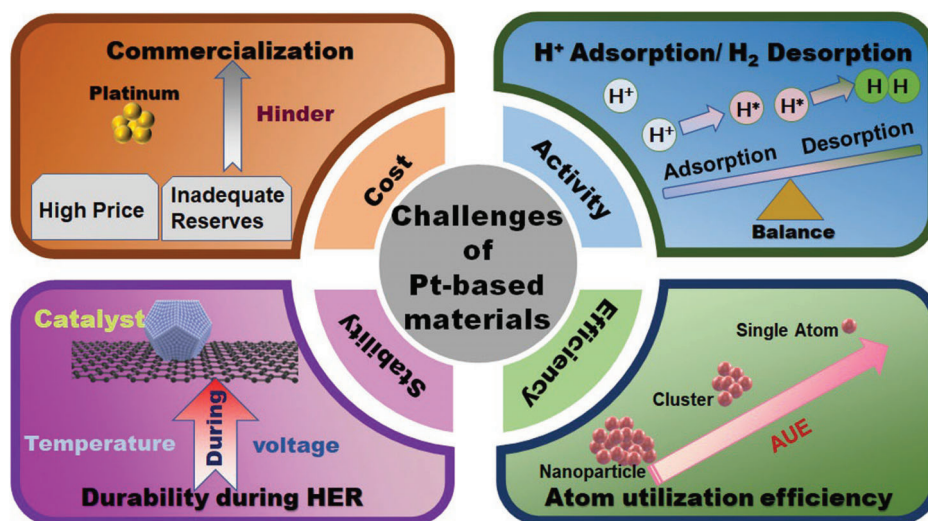 Commercialization
Platinum
Hinder
High Price
Inadequate
Reserves
Cost
H⁺ Adsorption/ H₂ Desorption
H⁺
H⁺
H*
H*
H H
Adsorption
Desorption
Balance
Activity
Challenges
of
Pt-based
materials
Catalyst
Temperature
During
voltage
Durability during HER
Stability
Efficiency
Single Atom
Cluster
Nanoparticle
AUE
Atom utilization efficiency